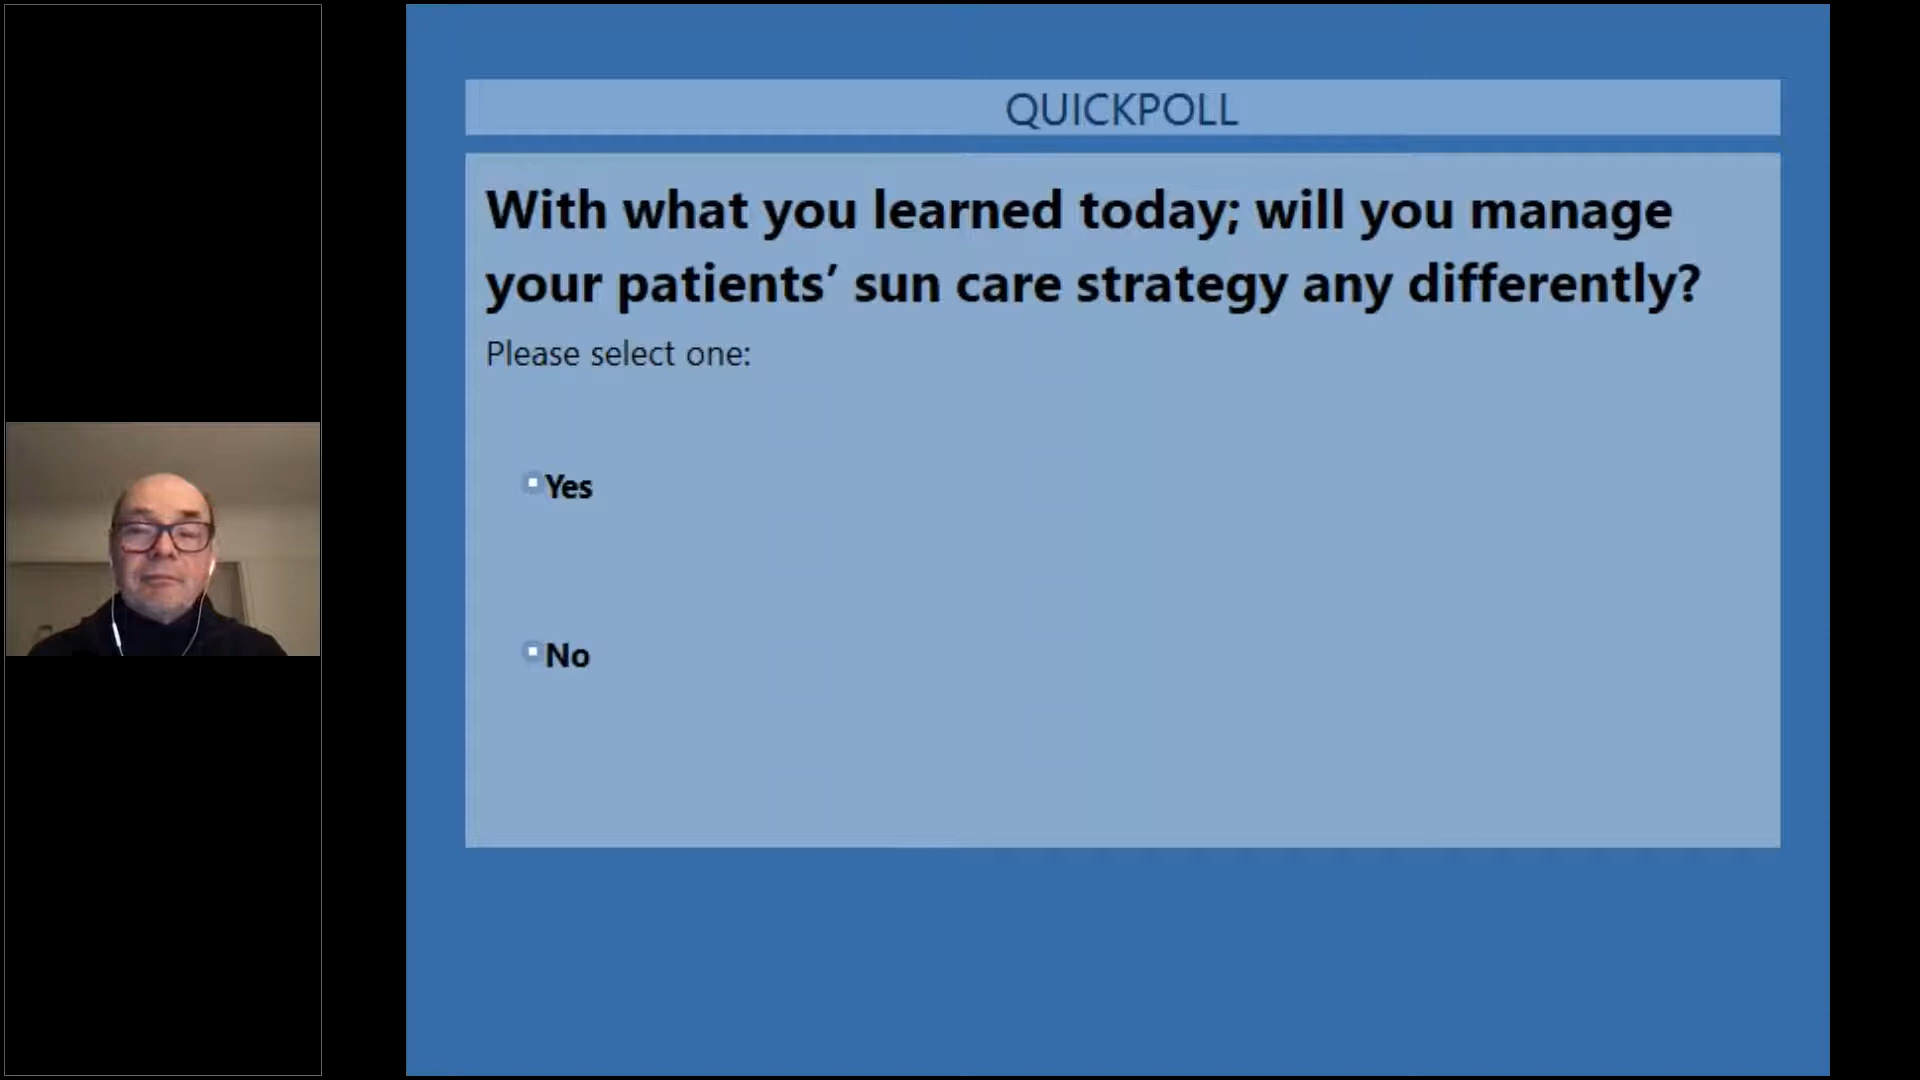 QUICKPOLL
With what you learned today; will you manage
your patients’ sun care strategy any differently?
Please select one:
Yes
No